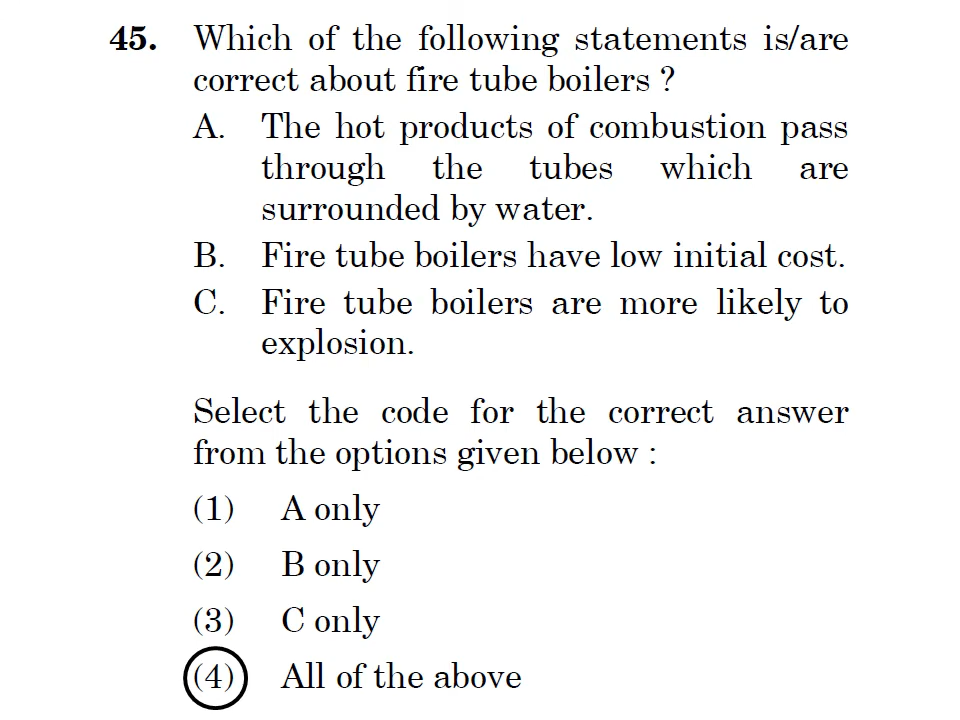 45. Which of the following statements is/are
correct about fire tube boilers ?
A. The hot products of combustion pass
through the tubes which are
surrounded by water.
B. Fire tube boilers have low initial cost.
C. Fire tube boilers are more likely to
explosion.
Select the code for the correct answer
from the options given below :
(1) A only
(2) B only
(3) C only
(4) All of the above